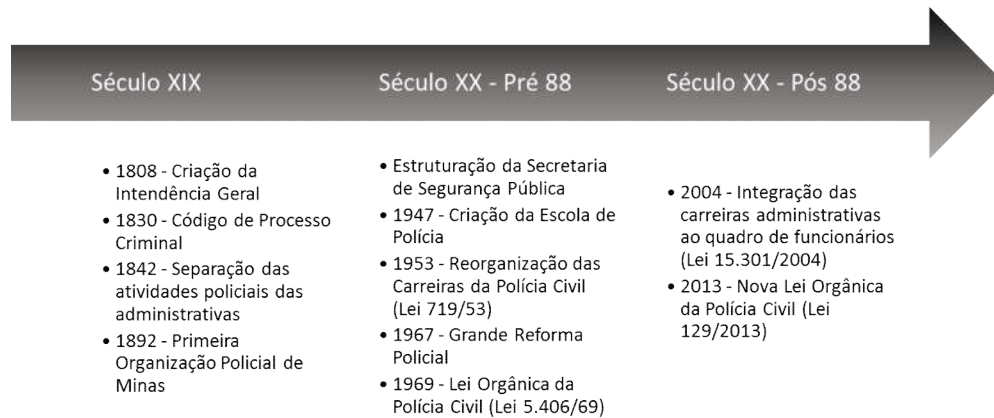 Século XIX
• 1808 - Criação da
Intendência Geral
• 1830 - Código de Processo
Criminal
• 1842 - Separação das
atividades policiais das
administrativas
• 1892 - Primeira
Organização Policial de
Minas
Século XX - Pré 88
• Estruturação da Secretaria
de Segurança Pública
• 1947 - Criação da Escola de
Polícia
• 1953 - Reorganização das
Carreiras da Polícia Civil
(Lei 719/53)
• 1967 - Grande Reforma
Policial
• 1969 - Lei Orgânica da
Polícia Civil (Lei 5.406/69)
Século XX - Pós 88
• 2004 - Integração das
carreiras administrativas
ao quadro de funcionários
(Lei 15.301/2004)
• 2013 - Nova Lei Orgânica
da Polícia Civil (Lei
129/2013)